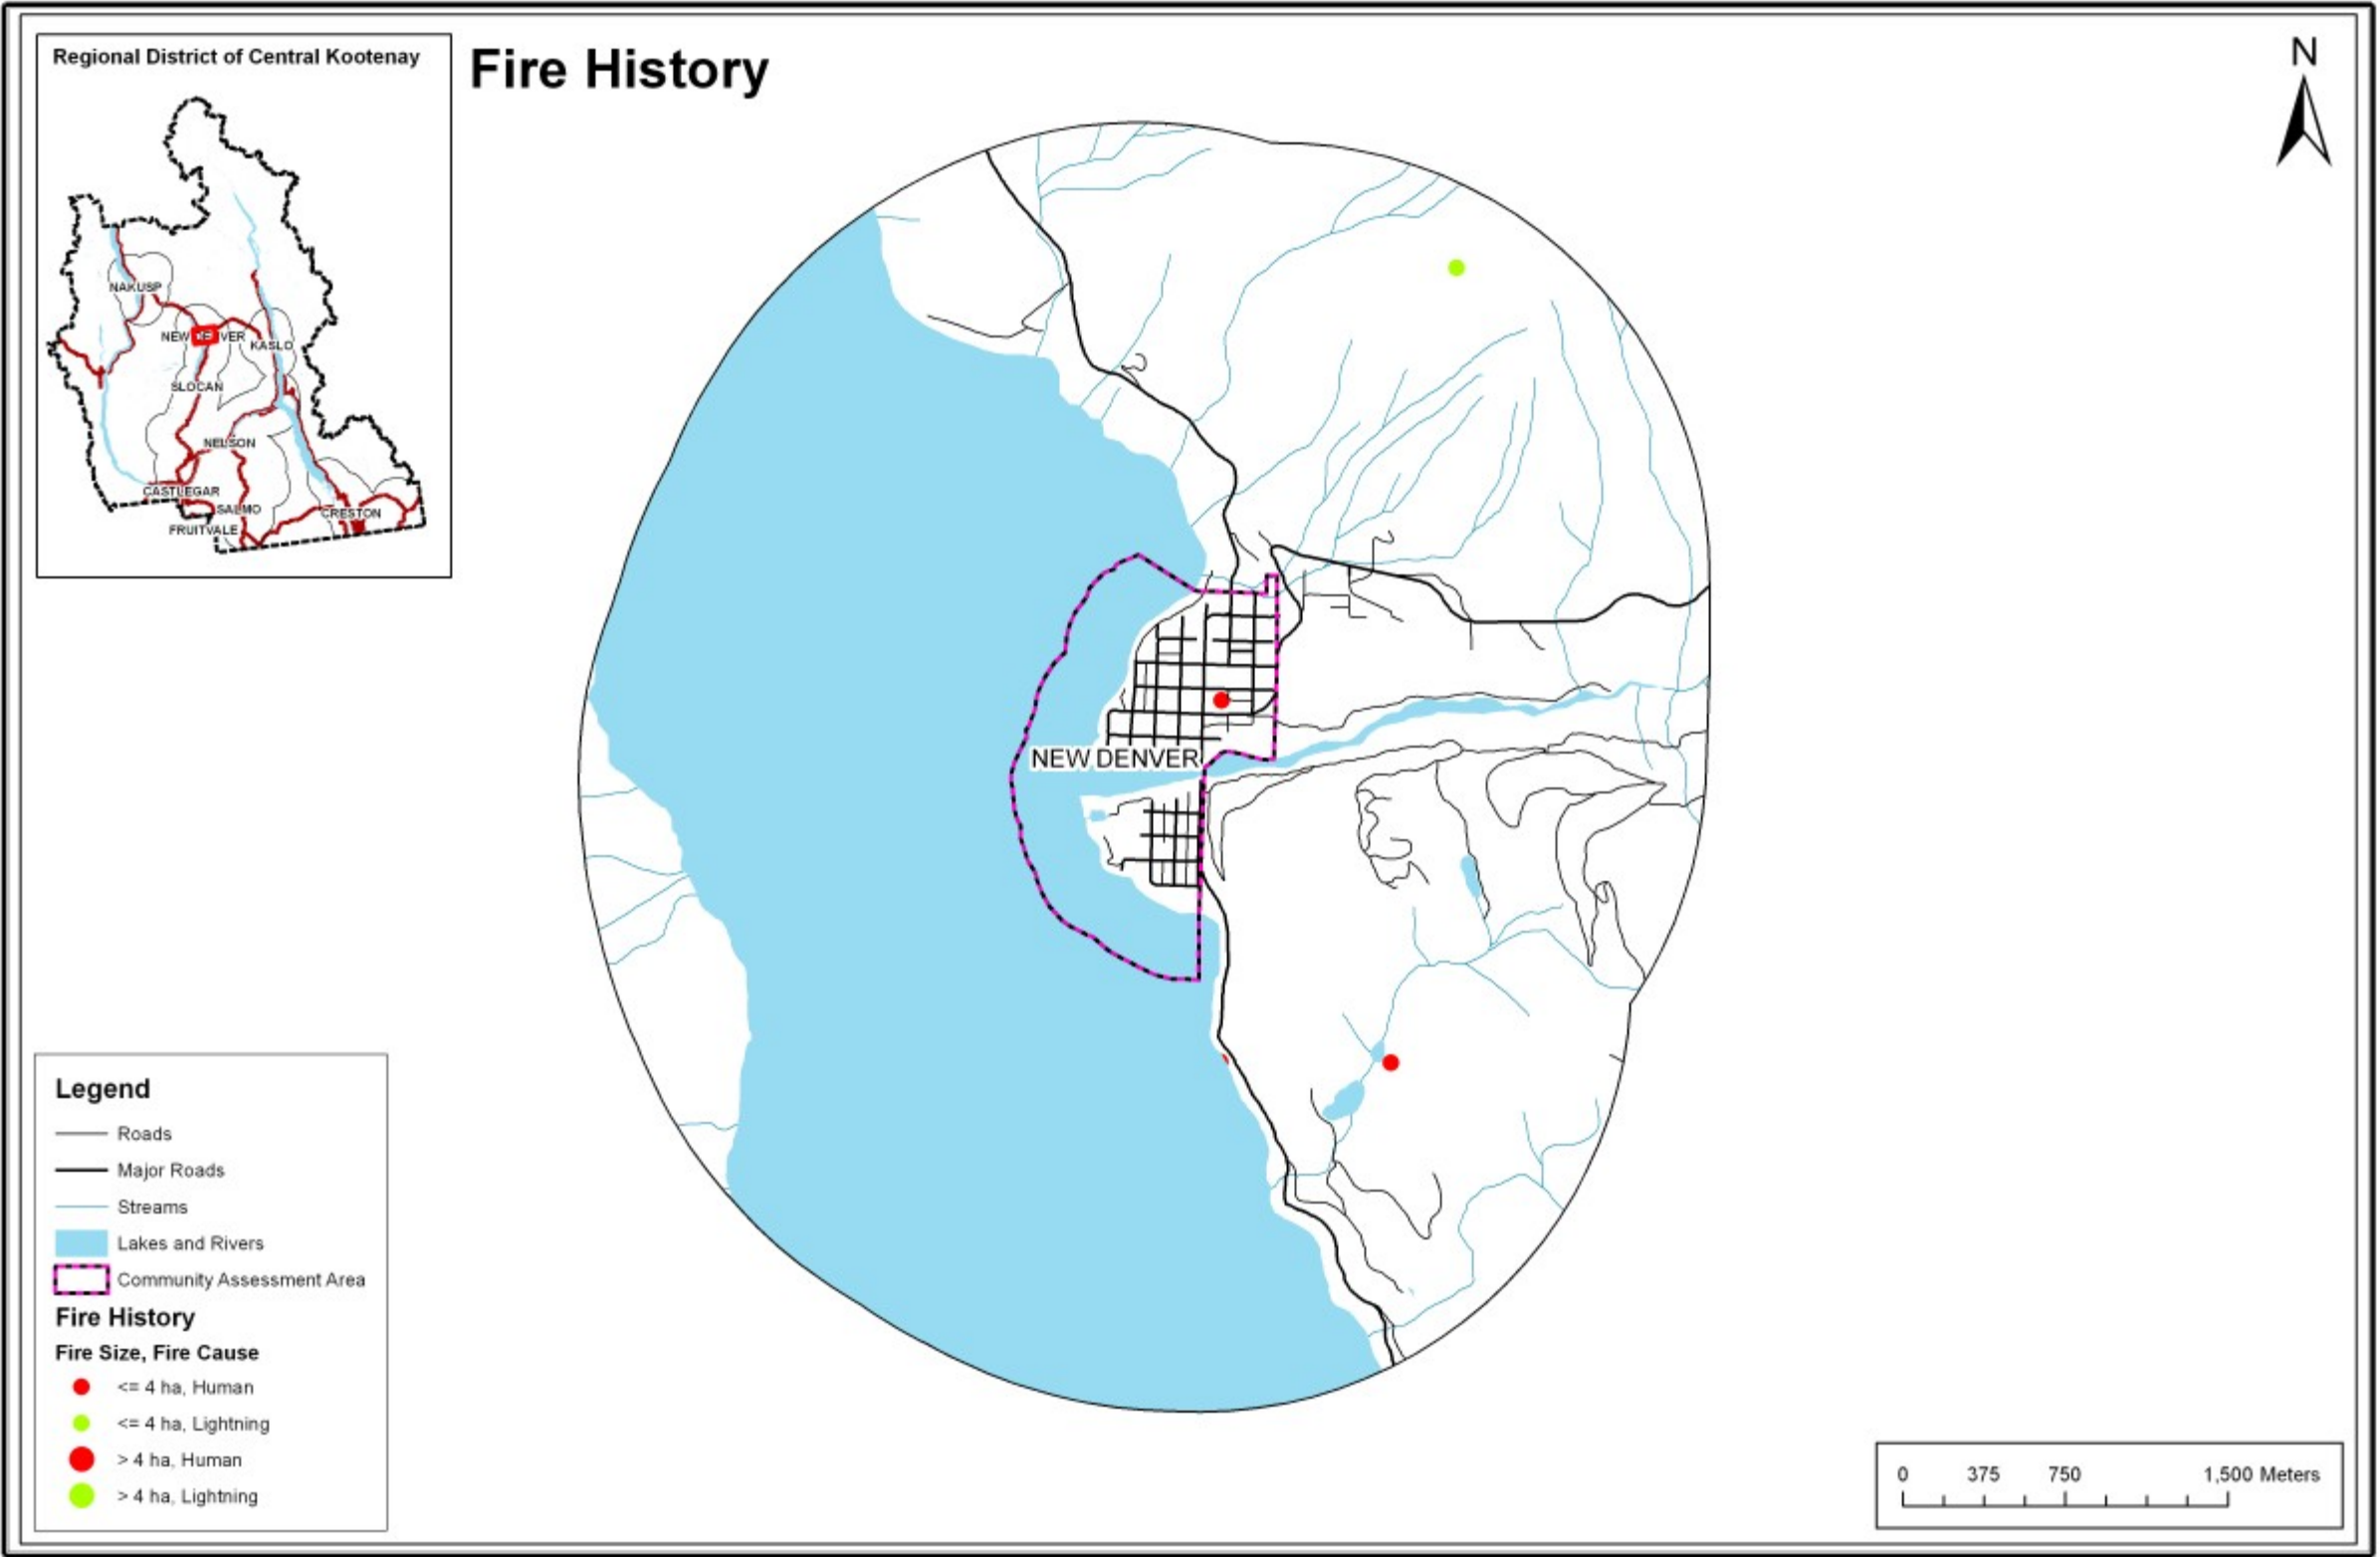 Regional District of Central Kootenay
Fire History
N
NAKUSP
NEW DENVER
KASLO
SLOCAN
NELSON
CASTLEGAR
SALMO
CRESTON
FRUITVALE
NEW DENVER
Legend
Roads
Major Roads
Streams
Lakes and Rivers
Community Assessment Area
Fire History
Fire Size, Fire Cause
<= 4 ha, Human
<= 4 ha, Lightning
> 4 ha, Human
> 4 ha, Lightning
0 375 750 1,500 Meters